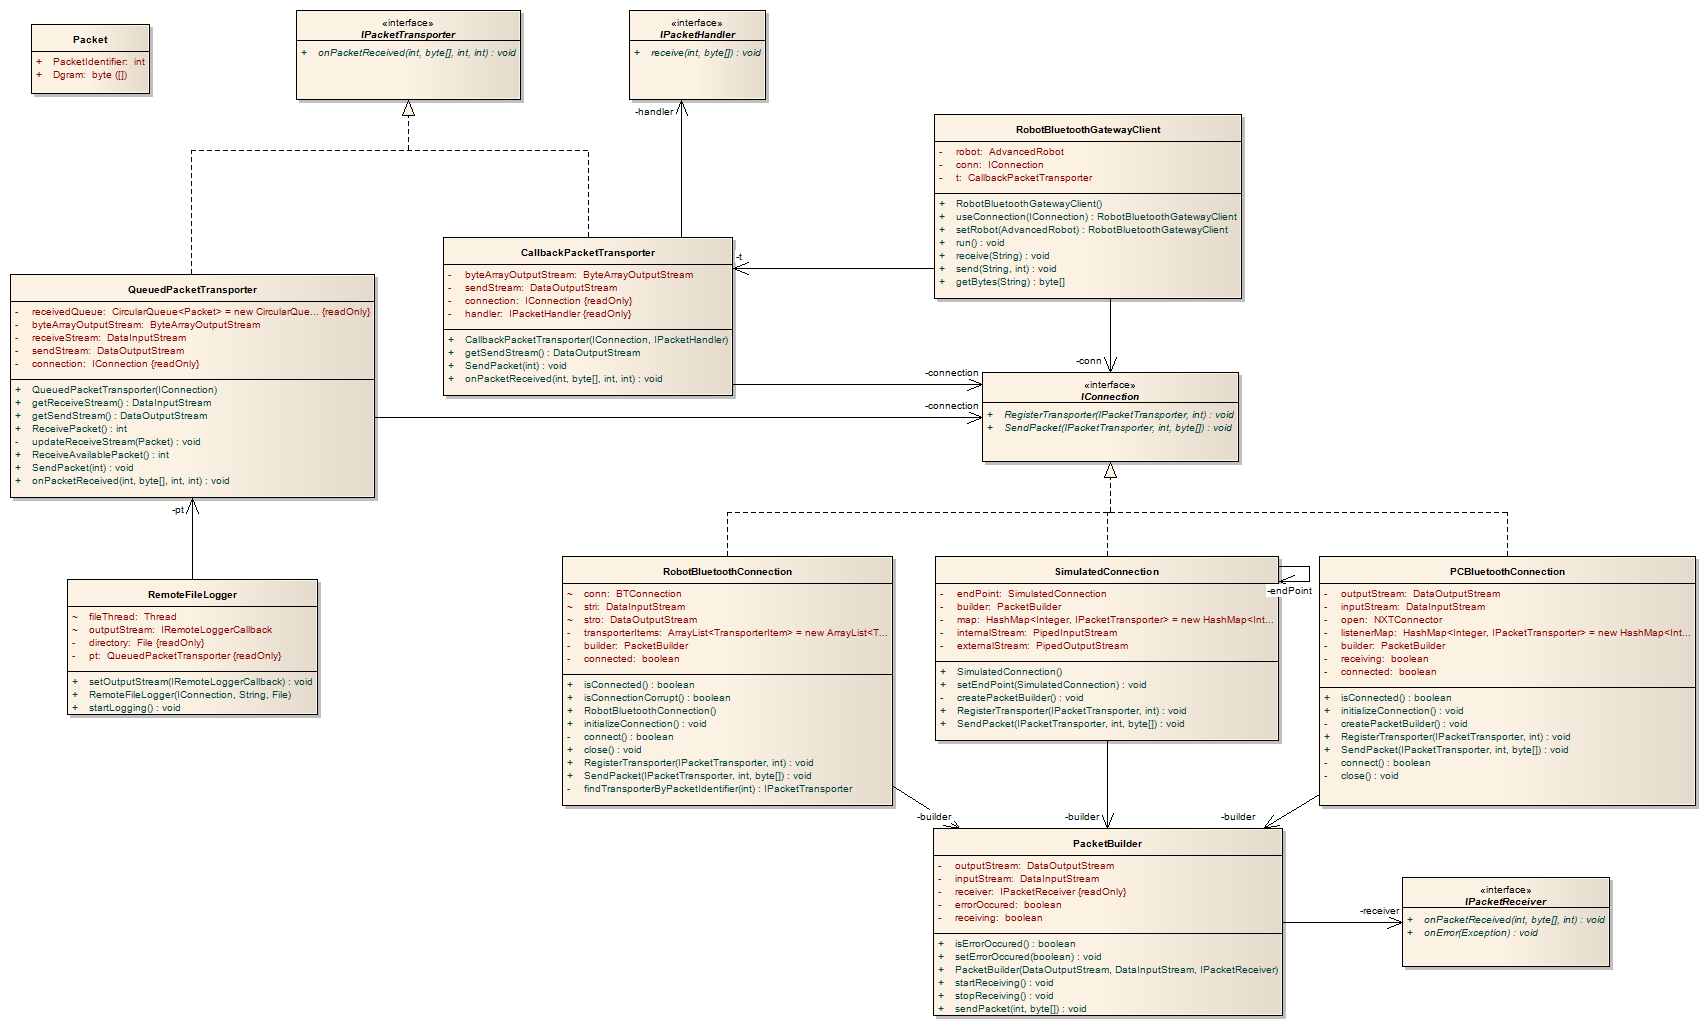 Packet
+ PacketIdentifier: int
+ Dgram: byte ([])
«interface»
IPacketTransporter
+ onPacketReceived(int, byte[], int, int) : void
«interface»
IPacketHandler
+ receive(int, byte[]) : void
-handler
RobotBluetoothGatewayClient
- robot: AdvancedRobot
- conn: IConnection
- t: CallbackPacketTransporter
+ RobotBluetoothGatewayClient()
+ useConnection(IConnection) : RobotBluetoothGatewayClient
+ setRobot(AdvancedRobot) : RobotBluetoothGatewayClient
+ run() : void
+ receive(String) : void
+ send(String, int) : void
+ getBytes(String) : byte[]
CallbackPacketTransporter
- byteArrayOutputStream: ByteArrayOutputStream
- sendStream: DataOutputStream
- connection: IConnection {readOnly}
- handler: IPacketHandler {readOnly}
+ CallbackPacketTransporter(IConnection, IPacketHandler)
+ getSendStream() : DataOutputStream
+ SendPacket(int) : void
+ onPacketReceived(int, byte[], int, int) : void
-t
QueuedPacketTransporter
- receivedQueue: CircularQueue<Packet> = new CircularQue... {readOnly}
- byteArrayOutputStream: ByteArrayOutputStream
- receiveStream: DataInputStream
- sendStream: DataOutputStream
- connection: IConnection {readOnly}
+ QueuedPacketTransporter(IConnection)
+ getReceiveStream() : DataInputStream
+ getSendStream() : DataOutputStream
+ ReceivePacket() : int
- updateReceiveStream(Packet) : void
+ ReceiveAvailablePacket() : int
+ SendPacket(int) : void
+ onPacketReceived(int, byte[], int, int) : void
-conn
-connection
-connection
«interface»
IConnection
+ RegisterTransporter(IPacketTransporter, int) : void
+ SendPacket(IPacketTransporter, int, byte[]) : void
-pt
RemoteFileLogger
~ fileThread: Thread
~ outputStream: IRemoteLoggerCallback
- directory: File {readOnly}
- pt: QueuedPacketTransporter {readOnly}
+ setOutputStream(IRemoteLoggerCallback) : void
+ RemoteFileLogger(IConnection, String, File)
+ startLogging() : void
RobotBluetoothConnection
~ conn: BTConnection
~ stri: DataInputStream
~ stro: DataOutputStream
- transporterItems: ArrayList<TransporterItem> = new ArrayList<T...
- builder: PacketBuilder
- connected: boolean
+ isConnected() : boolean
+ isConnectionCorrupt() : boolean
+ RobotBluetoothConnection()
+ initializeConnection() : void
- connect() : boolean
+ close() : void
+ RegisterTransporter(IPacketTransporter, int) : void
+ SendPacket(IPacketTransporter, int, byte[]) : void
- findTransporterByPacketIdentifier(int) : IPacketTransporter
SimulatedConnection
- endPoint: SimulatedConnection
- builder: PacketBuilder
- map: HashMap<Integer, IPacketTransporter> = new HashMap<Int...
- internalStream: PipedInputStream
- externalStream: PipedOutputStream
+ SimulatedConnection()
+ setEndPoint(SimulatedConnection) : void
- createPacketBuilder() : void
+ RegisterTransporter(IPacketTransporter, int) : void
+ SendPacket(IPacketTransporter, int, byte[]) : void
-endPoint
PCBluetoothConnection
- outputStream: DataOutputStream
- inputStream: DataInputStream
- open: NXTConnector
- listenerMap: HashMap<Integer, IPacketTransporter> = new HashMap<Int...
- builder: PacketBuilder
- receiving: boolean
- connected: boolean
+ isConnected() : boolean
+ initializeConnection() : void
- createPacketBuilder() : void
+ RegisterTransporter(IPacketTransporter, int) : void
+ SendPacket(IPacketTransporter, int, byte[]) : void
- connect() : boolean
- close() : void
-builder
-builder
-builder
PacketBuilder
- outputStream: DataOutputStream
- inputStream: DataInputStream
- receiver: IPacketReceiver {readOnly}
- errorOccured: boolean
- receiving: boolean
+ isErrorOccured() : boolean
+ setErrorOccured(boolean) : void
+ PacketBuilder(DataOutputStream, DataInputStream, IPacketReceiver)
+ startReceiving() : void
+ stopReceiving() : void
+ sendPacket(int, byte[]) : void
-receiver
«interface»
IPacketReceiver
+ onPacketReceived(int, byte[], int) : void
+ onError(Exception) : void